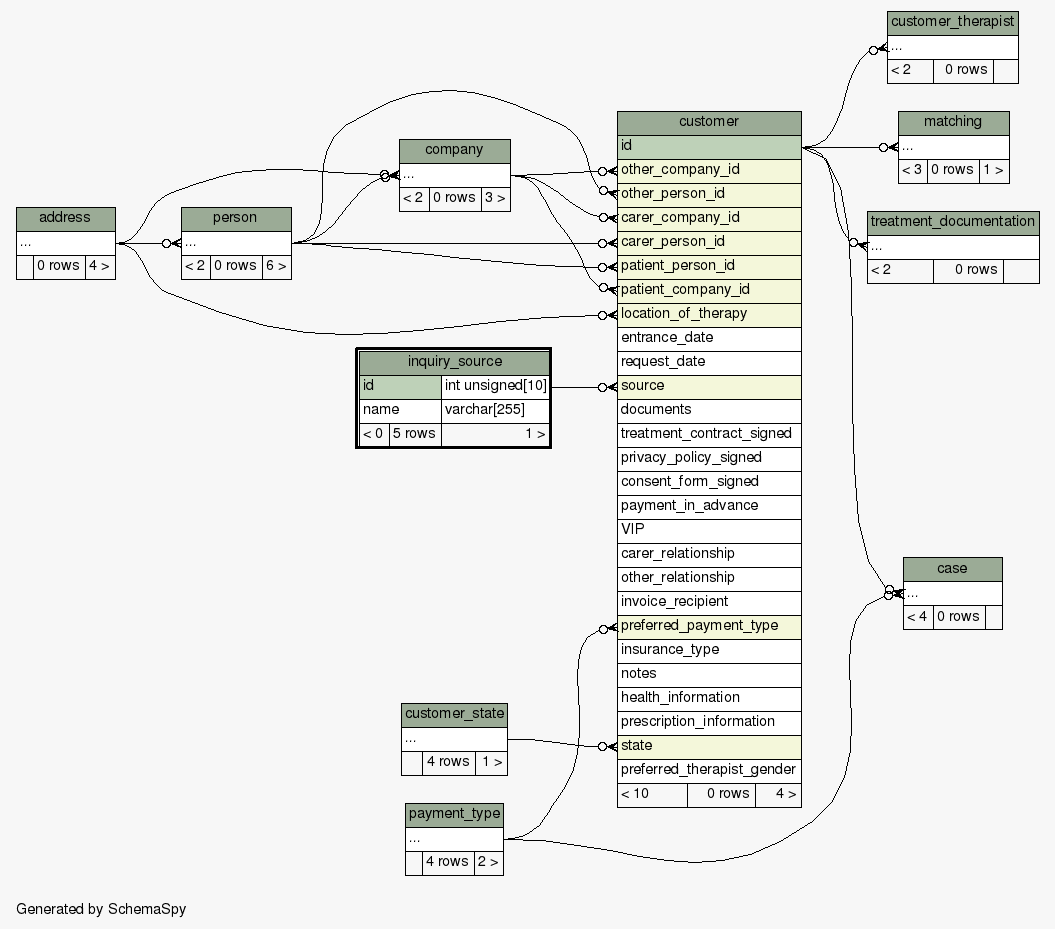 customer_therapist
...
< 2 0 rows
customer
id
other_company_id
other_person_id
carer_company_id
carer_person_id
patient_person_id
patient_company_id
location_of_therapy
entrance_date
request_date
source
documents
treatment_contract_signed
privacy_policy_signed
consent_form_signed
payment_in_advance
VIP
carer_relationship
other_relationship
invoice_recipient
preferred_payment_type
insurance_type
notes
health_information
prescription_information
state
preferred_therapist_gender
< 10 0 rows 4 >
matching
...
< 3 0 rows 1 >
company
...
< 2 0 rows 3 >
address
...
0 rows 4 >
person
...
< 2 0 rows 6 >
treatment_documentation
...
< 2 0 rows
inquiry_source
id int unsigned[10]
name varchar[255]
< 0 5 rows 1 >
case
...
< 4 0 rows
customer_state
...
4 rows 1 >
payment_type
...
4 rows 2 >
Generated by SchemaSpy